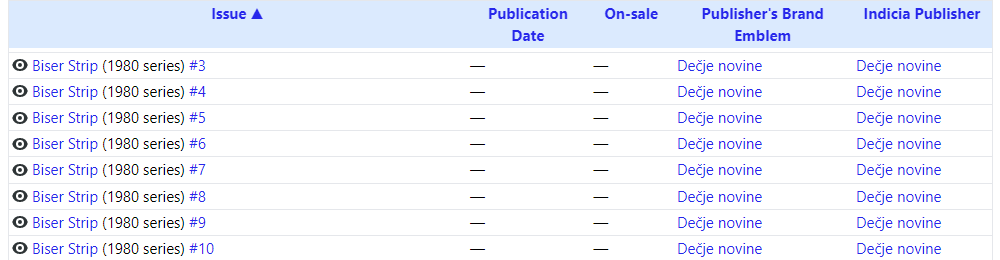 Issue ▲ Publication Date On-sale Publisher's Brand Emblem Indicia Publisher
Biser Strip (1980 series) #3 — — Dečje novine Dečje novine
Biser Strip (1980 series) #4 — — Dečje novine Dečje novine
Biser Strip (1980 series) #5 — — Dečje novine Dečje novine
Biser Strip (1980 series) #6 — — Dečje novine Dečje novine
Biser Strip (1980 series) #7 — — Dečje novine Dečje novine
Biser Strip (1980 series) #8 — — Dečje novine Dečje novine
Biser Strip (1980 series) #9 — — Dečje novine Dečje novine
Biser Strip (1980 series) #10 — — Dečje novine Dečje novine